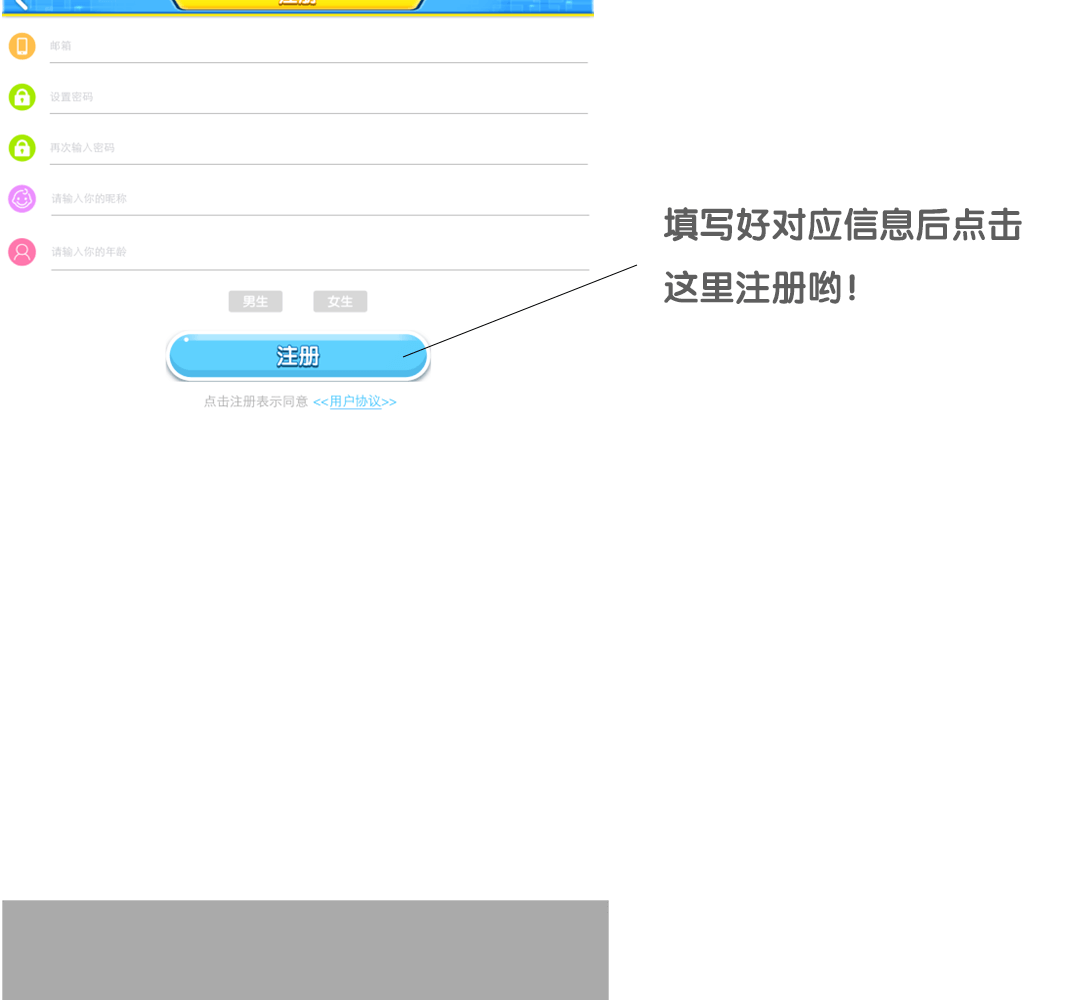 注册
邮箱
设置密码
再次输入密码
请输入你的昵称
请输入你的年龄
男生 女生
注册
点击注册表示同意 <<用户协议>>
填写好对应信息后点击
这里注册哟!